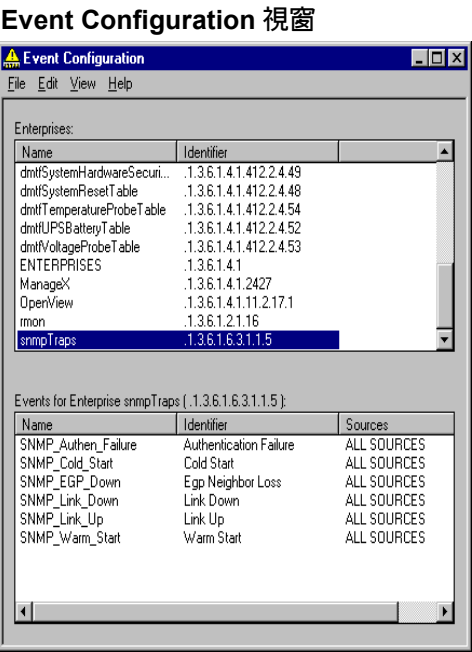 Event Configuration 視窗
Event Configuration
File Edit View Help
Enterprises:
Name Identifier
dmtfSystemHardwareSecuri... .1.3.6.1.4.1.412.2.4.49
dmtfSystemResetTable .1.3.6.1.4.1.412.2.4.48
dmtfTemperatureProbeTable .1.3.6.1.4.1.412.2.4.54
dmtfUPSBatteryTable .1.3.6.1.4.1.412.2.4.52
dmtfVoltageProbeTable .1.3.6.1.4.1.412.2.4.53
ENTERPRISES .1.3.6.1.4.1
ManageX .1.3.6.1.4.1.2427
OpenView .1.3.6.1.4.1.11.2.17.1
rmon .1.3.6.1.2.1.16
snmpTraps .1.3.6.1.6.3.1.1.5
Events for Enterprise snmpTraps ( .1.3.6.1.6.3.1.1.5 ):
Name Identifier Sources
SNMP_Authen_Failure Authentication Failure ALL SOURCES
SNMP_Cold_Start Cold Start ALL SOURCES
SNMP_EGP_Down Egp Neighbor Loss ALL SOURCES
SNMP_Link_Down Link Down ALL SOURCES
SNMP_Link_Up Link Up ALL SOURCES
SNMP_Warm_Start Warm Start ALL SOURCES